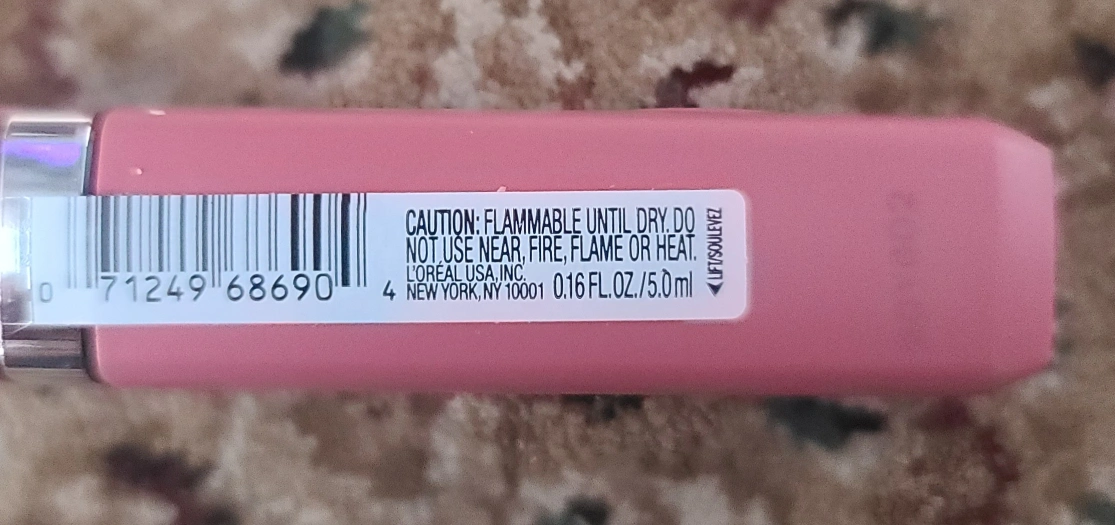 CAUTION: FLAMMABLE UNTIL DRY. DO
NOT USE NEAR, FIRE, FLAME OR HEAT.
L'ORÉAL USA, INC.
NEW YORK, NY 10001 0.16 FL. OZ./5.0 ml
LIFT/SOULEVEZ
0 71249 68690 4